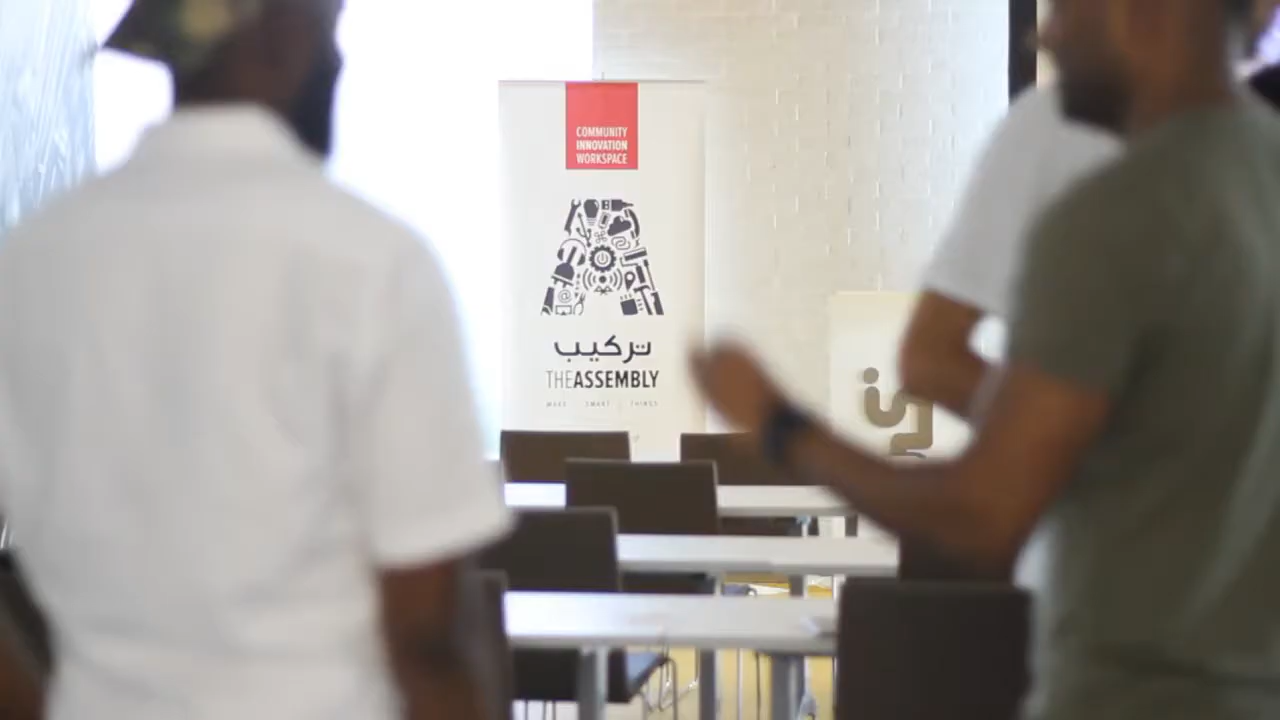 COMMUNITY
INNOVATION
WORKSPACE
تركيب
THEASSEMBLY
MAKE SMART THINGS